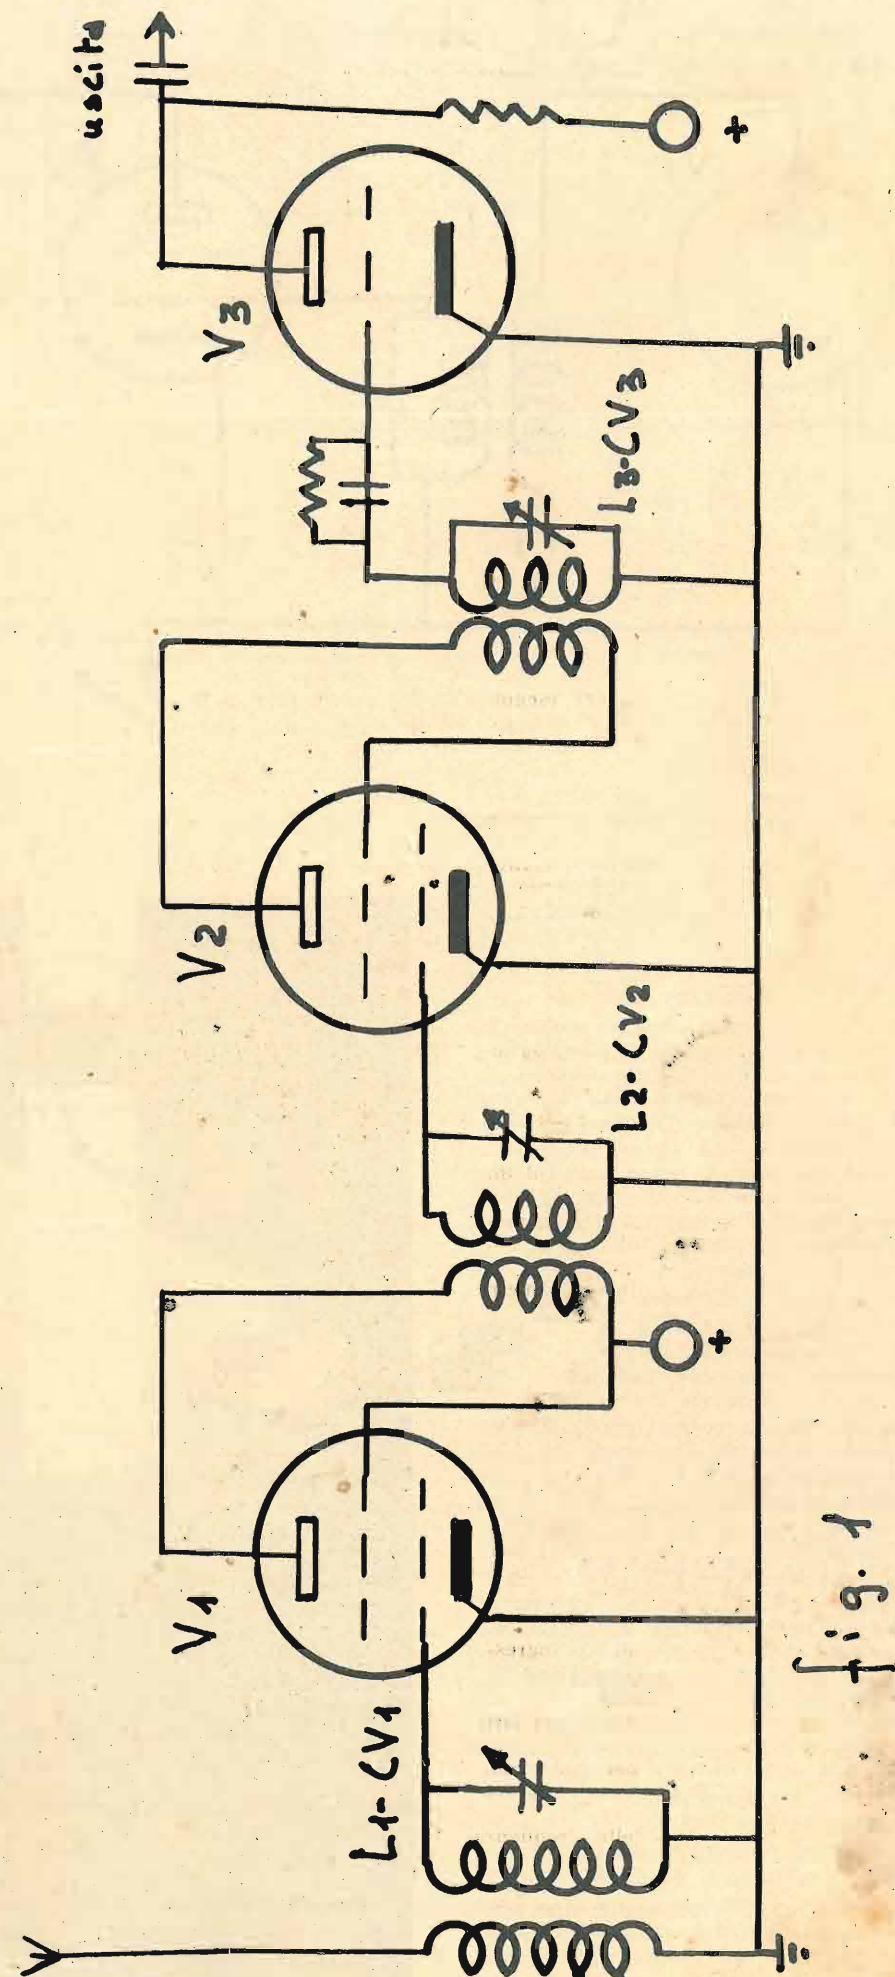 L1-CV1
V1
L2-CV2
V2
L3-CV3
V3
uscita
+
+
fig. 1